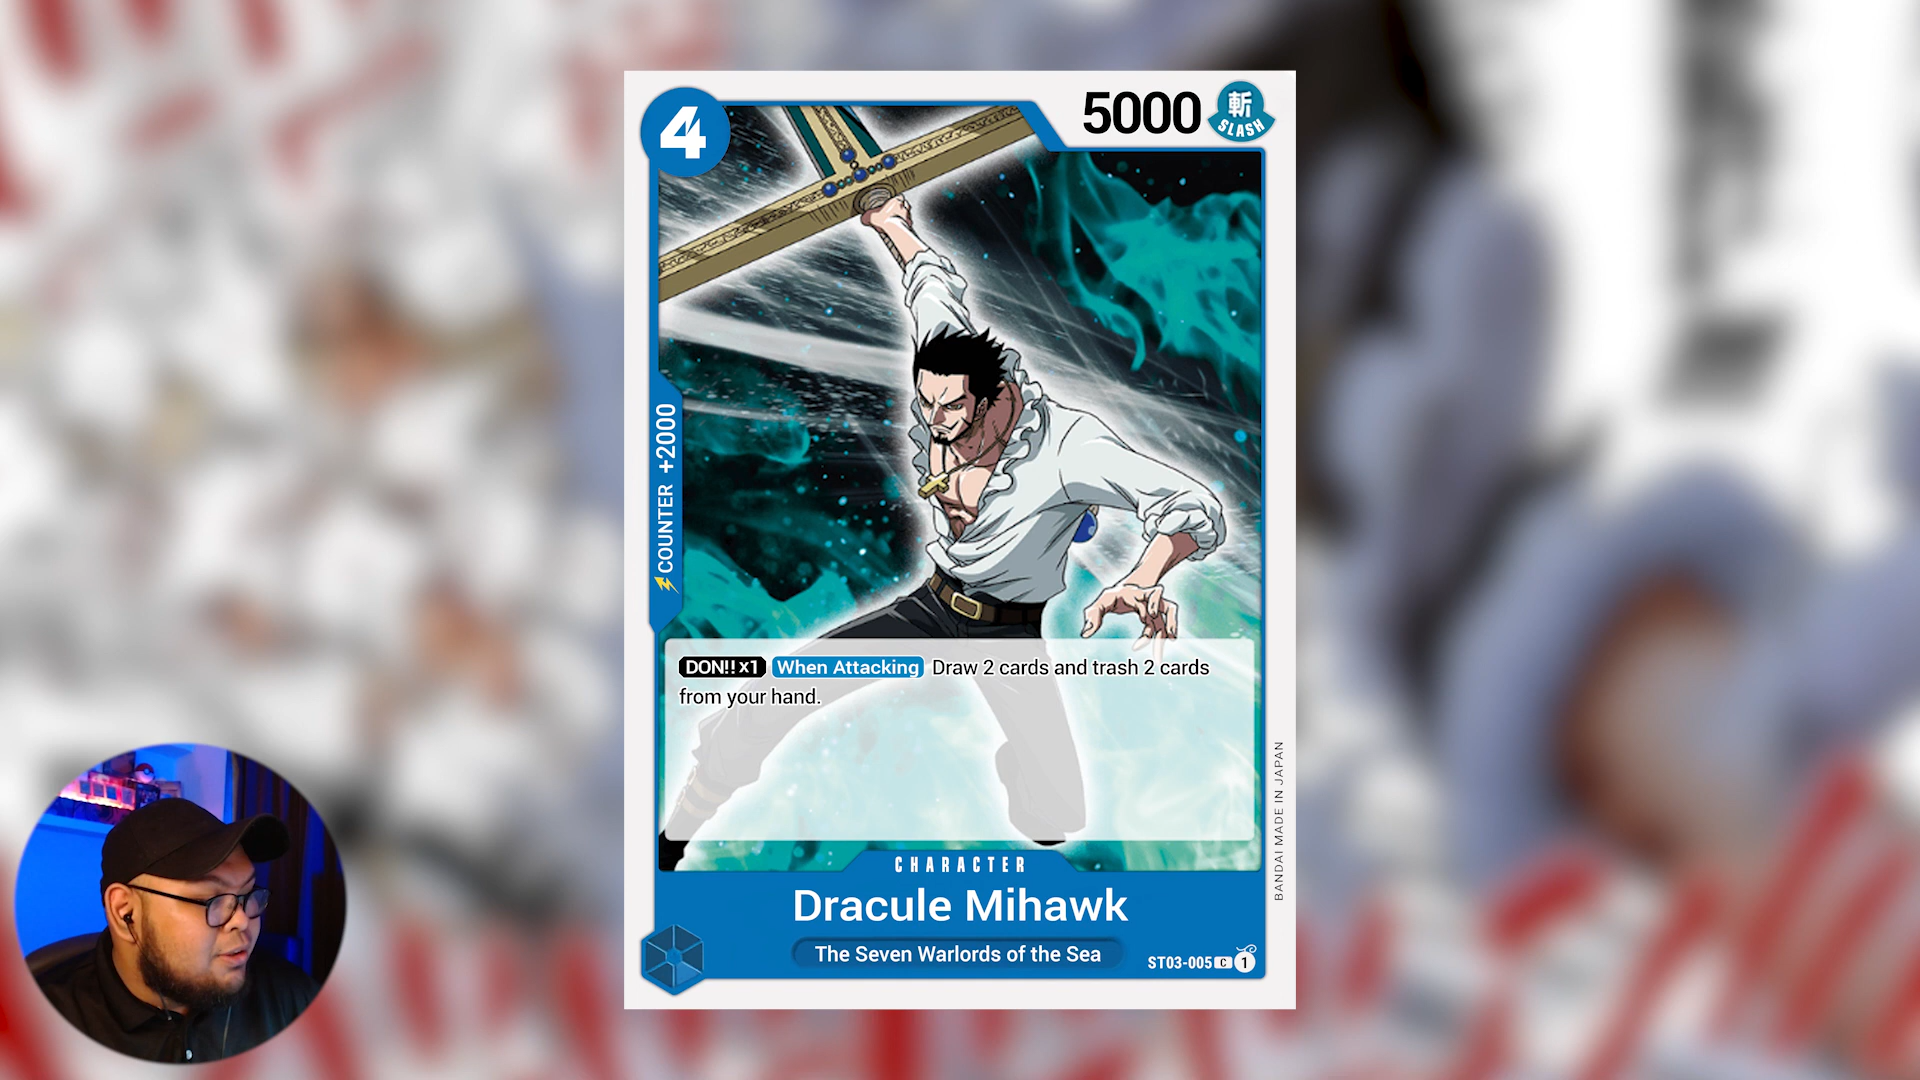 4
5000
斬
SLASH
COUNTER +2000
DON!! x1 When Attacking Draw 2 cards and trash 2 cards
from your hand.
BANDAI MADE IN JAPAN
CHARACTER
Dracule Mihawk
The Seven Warlords of the Sea
ST03-005 C 1